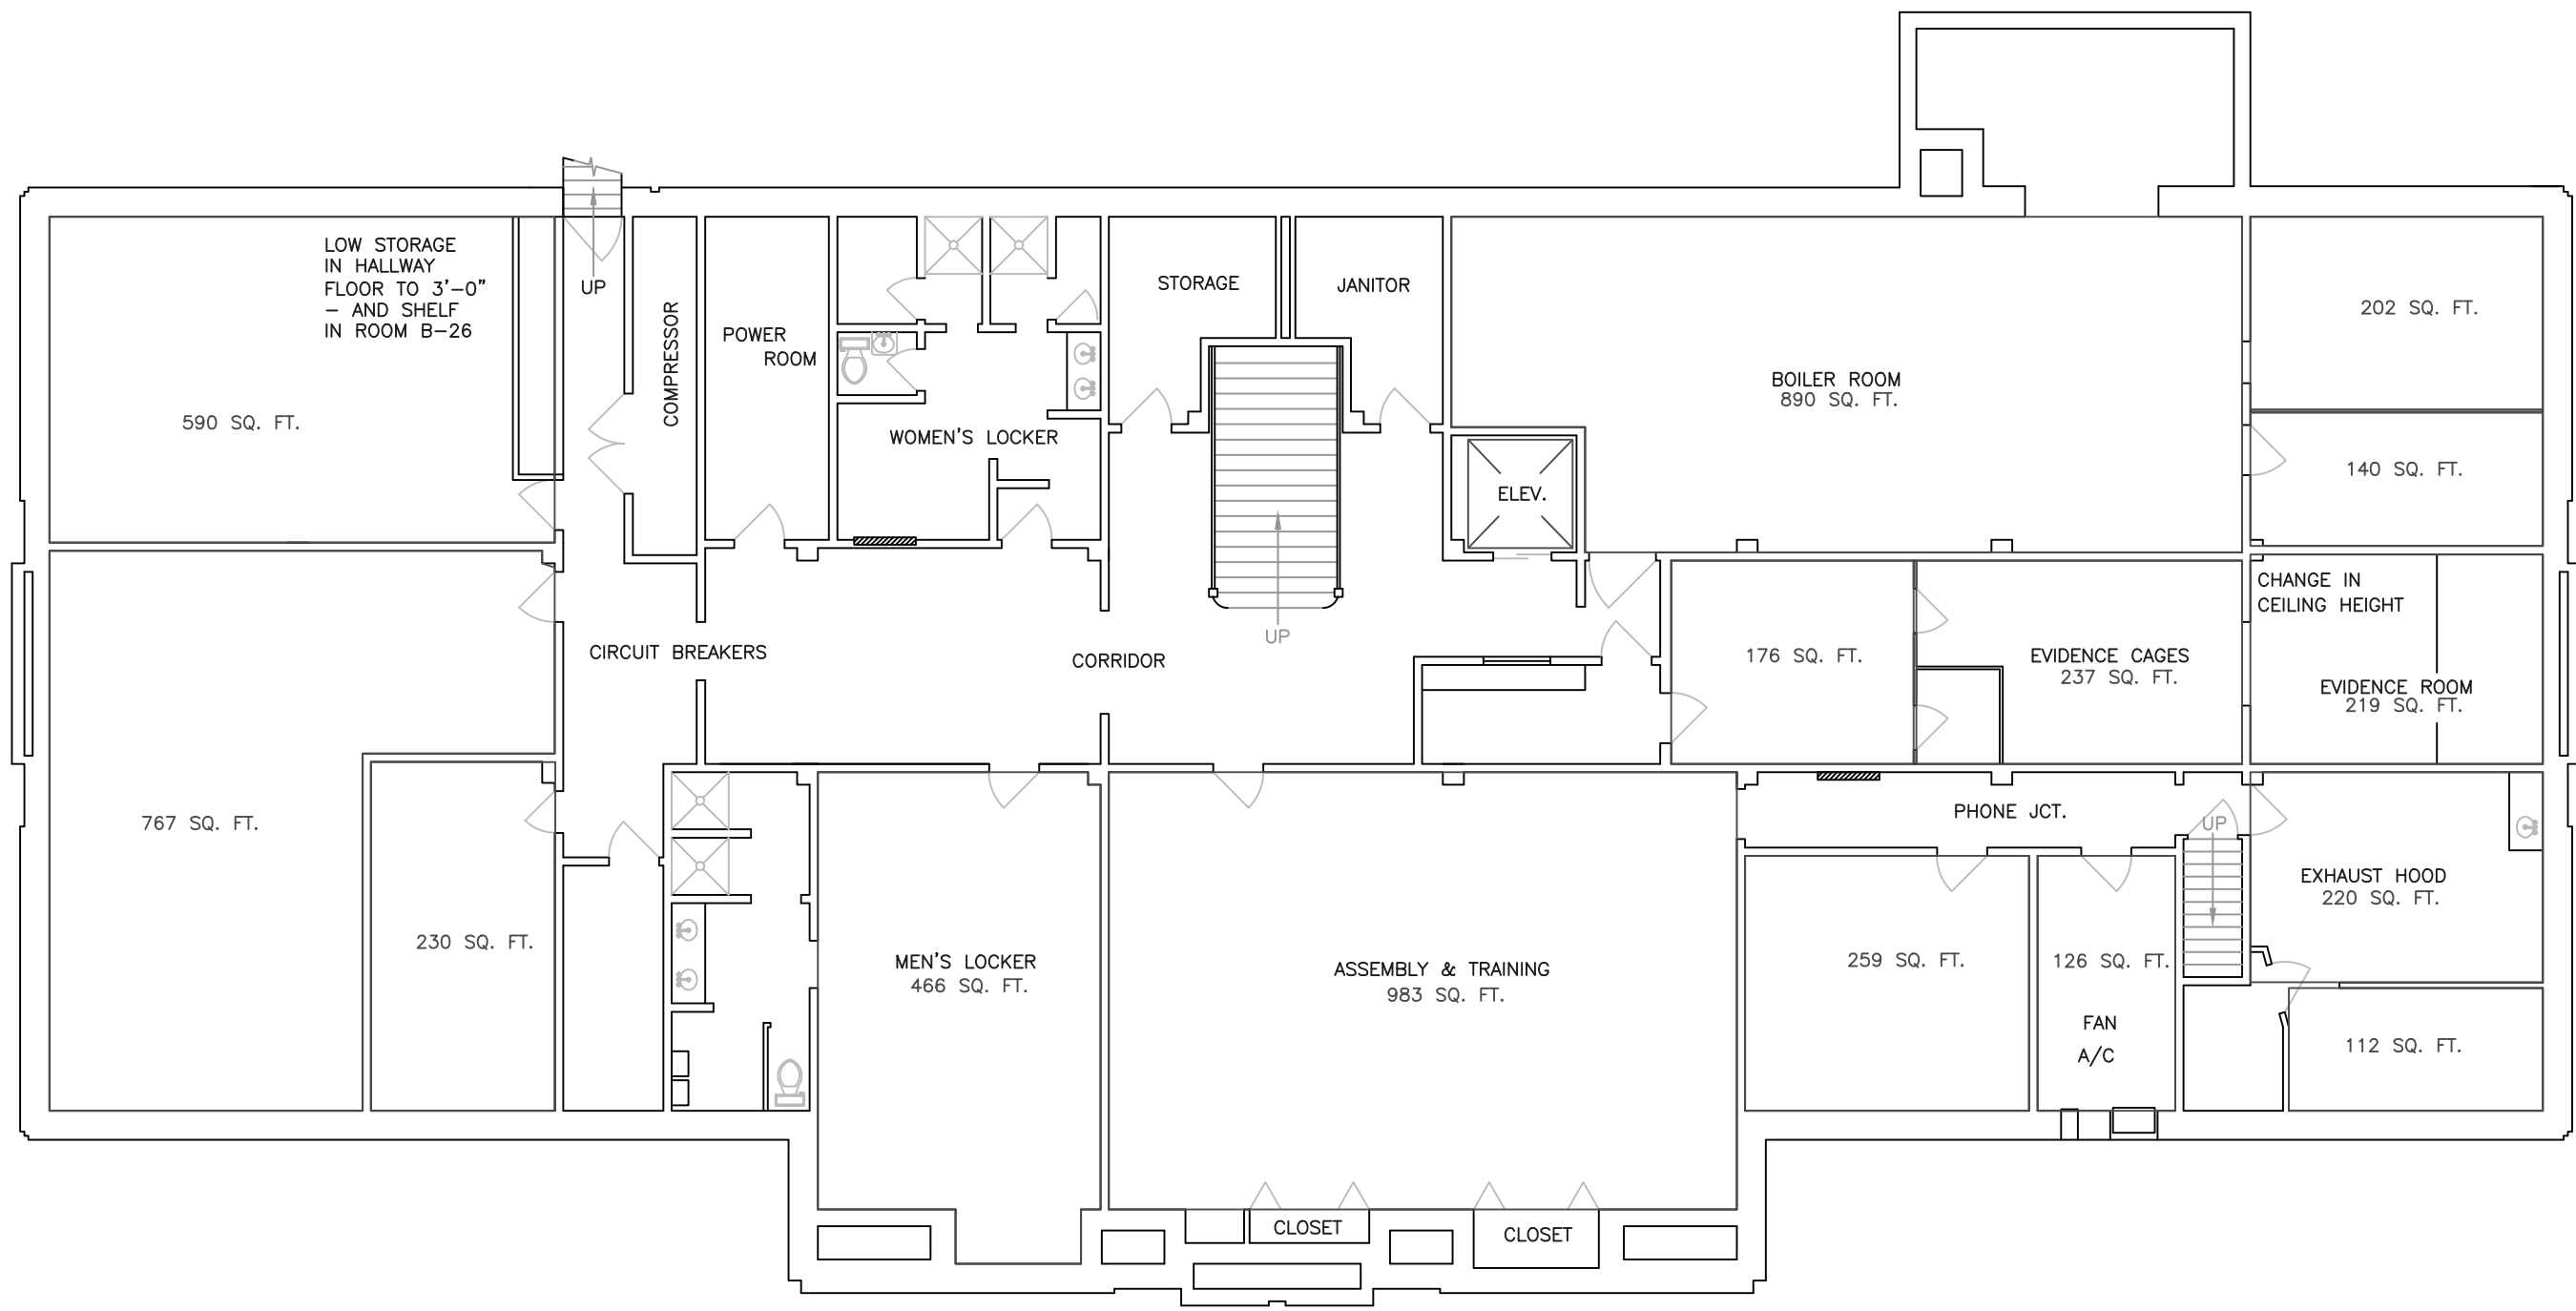 LOW STORAGE
IN HALLWAY
FLOOR TO 3'-0"
- AND SHELF
IN ROOM B-26
590 SQ. FT.
UP
COMPRESSOR
POWER
ROOM
WOMEN'S LOCKER
STORAGE
JANITOR
ELEV.
BOILER ROOM
890 SQ. FT.
202 SQ. FT.
140 SQ. FT.
CIRCUIT BREAKERS
CORRIDOR
UP
176 SQ. FT.
EVIDENCE CAGES
237 SQ. FT.
CHANGE IN
CEILING HEIGHT
EVIDENCE ROOM
219 SQ. FT.
767 SQ. FT.
230 SQ. FT.
MEN'S LOCKER
466 SQ. FT.
ASSEMBLY & TRAINING
983 SQ. FT.
PHONE JCT.
UP
259 SQ. FT.
126 SQ. FT.
FAN
A/C
EXHAUST HOOD
220 SQ. FT.
112 SQ. FT.
CLOSET
CLOSET